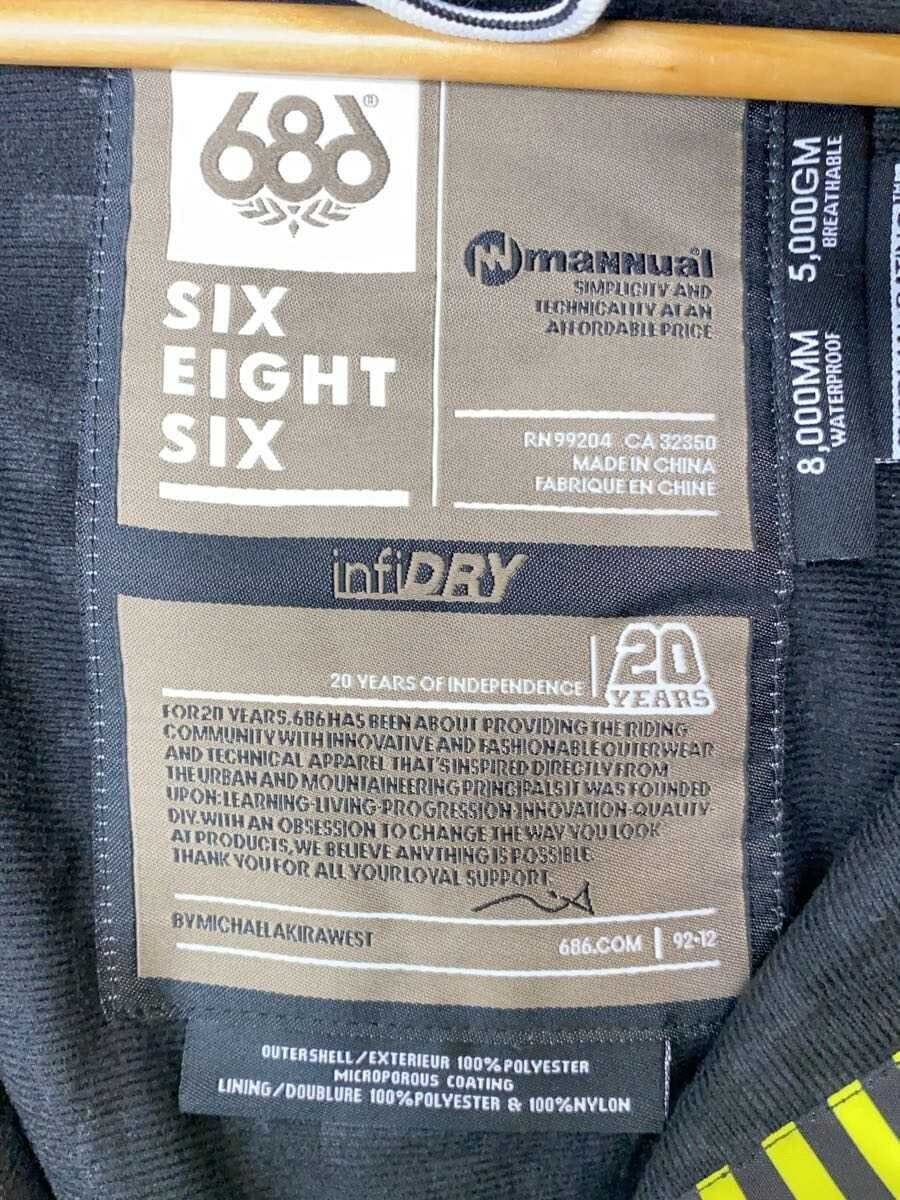 686®
SIX
EIGHT
SIX
maNNual
SIMPLICITY AND
TECHNICALITY AT AN
AFFORDABLE PRICE
RN 99204 CA 32350
MADE IN CHINA
FABRIQUE EN CHINE
8,000MM 5,000GM
WATERPROOF BREATHABLE
infiDRY
20 YEARS OF INDEPENDENCE
20
YEARS
FOR 20 YEARS, 686 HAS BEEN ABOUT PROVIDING THE RIDING
COMMUNITY WITH INNOVATIVE AND FASHIONABLE OUTERWEAR
AND TECHNICAL APPAREL THAT'S INSPIRED DIRECTLY FROM
THE URBAN AND MOUNTAINEERING PRINCIPALS IT WAS FOUNDED
UPON: LEARNING-LIVING-PROGRESSION-INNOVATION-QUALITY-
DIY. WITH AN OBSESSION TO CHANGE THE WAY YOU LOOK
AT PRODUCTS, WE BELIEVE ANYTHING IS POSSIBLE.
THANK YOU FOR ALL YOUR LOYAL SUPPORT.
BY MICHAEL AKIRA WEST
686.COM | 92•12
OUTERSHELL/EXTERIEUR 100%POLYESTER
MICROPOROUS COATING
LINING/DOUBLURE 100%POLYESTER & 100%NYLON